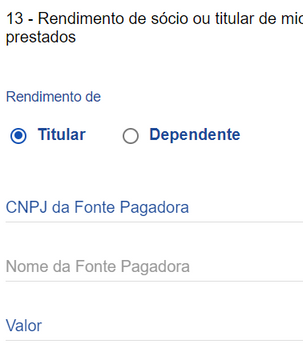 13 - Rendimento de sócio ou titular de mic
prestados
Rendimento de
Titular Dependente
CNPJ da Fonte Pagadora
Nome da Fonte Pagadora
Valor